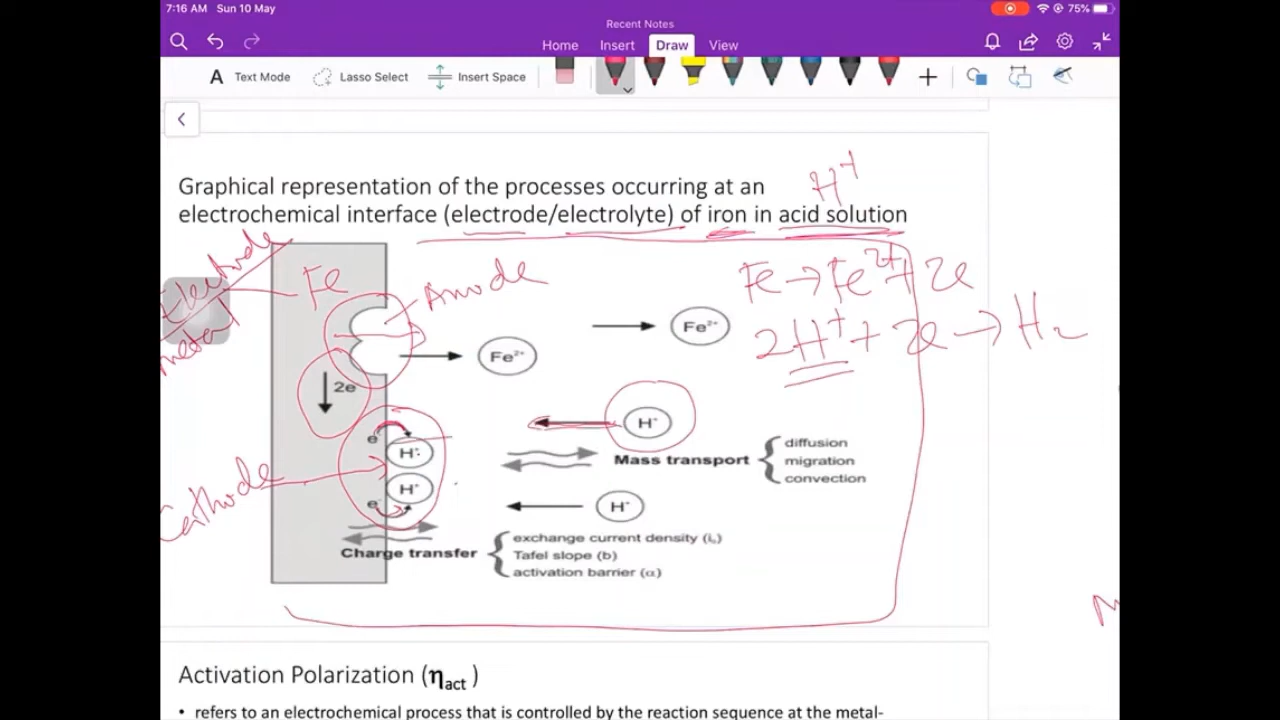 7:16 AM Sun 10 May
75%
Recent Notes
Home Insert Draw View
A Text Mode Lasso Select Insert Space
H+
Graphical representation of the processes occurring at an
electrochemical interface (electrode/electrolyte) of iron in acid solution
Electrode
metal
Fe
Anode
Fe → Fe2+ + 2e
2H+ + 2e → H2
Fe2+
Fe2+
2e
H+
e
H+
Mass transport
diffusion
migration
convection
Cathode
H+
e-
H+
Charge transfer
exchange current density (i₀)
Tafel slope (b)
activation barrier (α)
Activation Polarization (ηact )
• refers to an electrochemical process that is controlled by the reaction sequence at the metal-